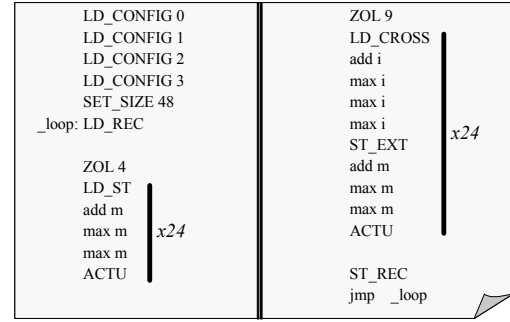 LD_CONFIG 0
LD_CONFIG 1
LD_CONFIG 2
LD_CONFIG 3
SET_SIZE 48
_loop: LD_REC
ZOL 4
LD_ST
add m
max m
max m
ACTU
x24
ZOL 9
LD_CROSS
add i
max i
max i
max i
ST_EXT
add m
max m
max m
ACTU
x24
ST_REC
jmp _loop